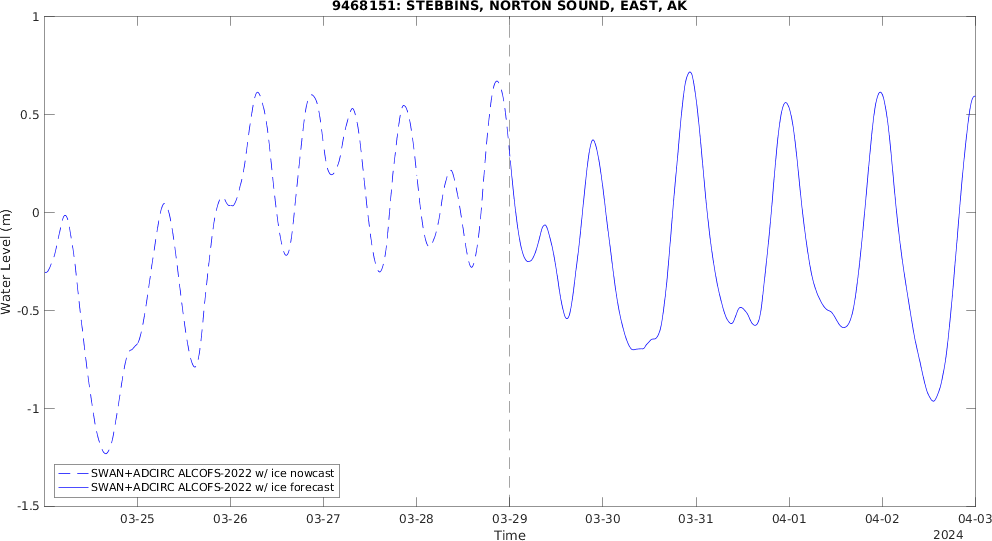 9468151: STEBBINS, NORTON SOUND, EAST, AK
1
0.5
0
-0.5
-1
-1.5
Water Level (m)
SWAN+ADCIRC ALCOFS-2022 w/ ice nowcast
SWAN+ADCIRC ALCOFS-2022 w/ ice forecast
03-25 03-26 03-27 03-28 03-29 03-30 03-31 04-01 04-02 04-03
Time
2024